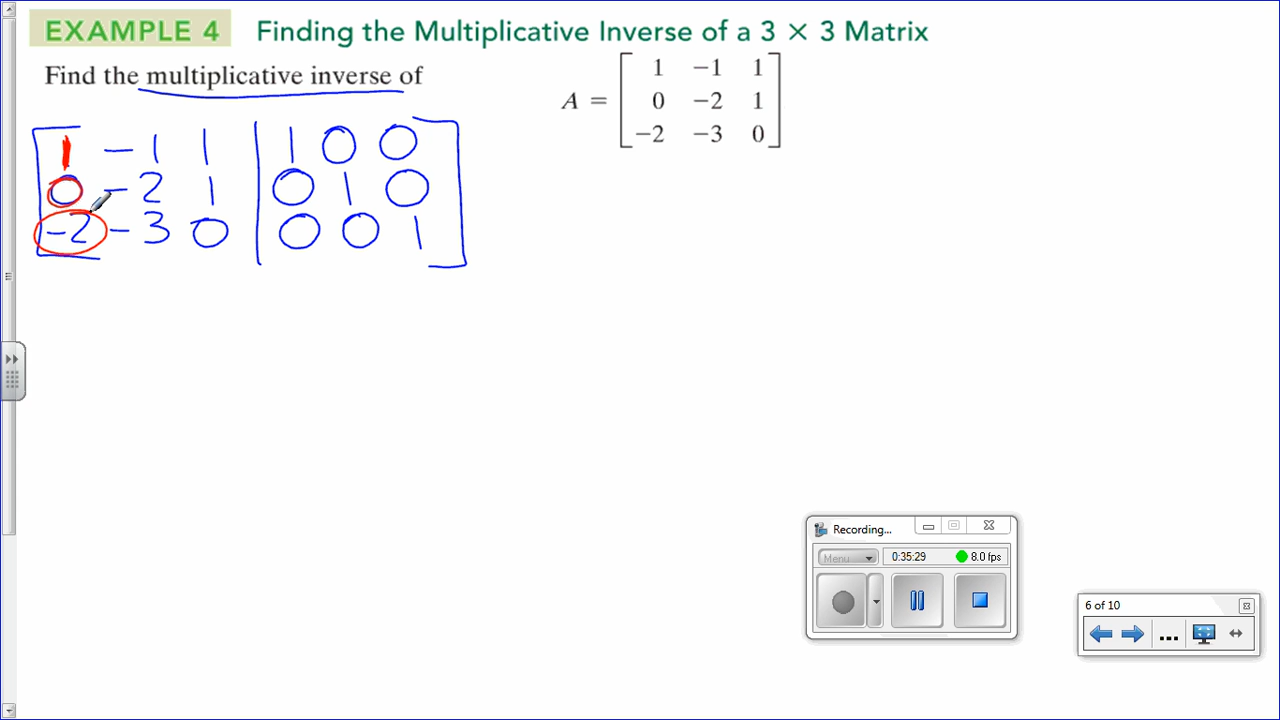 EXAMPLE 4 Finding the Multiplicative Inverse of a 3 × 3 Matrix
Find the multiplicative inverse of
A = [ 1 −1 1
0 −2 1
−2 −3 0 ]
[ 1 −1 1 | 1 0 0
0 −2 1 | 0 1 0
−2 −3 0 | 0 0 1 ]
Recording...
Menu 0:35:29 8.0 fps
6 of 10
...